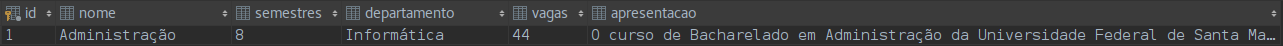 id nome semestres departamento vagas apresentacao
1 Administração 8 Informática 44 O curso de Bacharelado em Administração da Universidade Federal de Santa Ma…